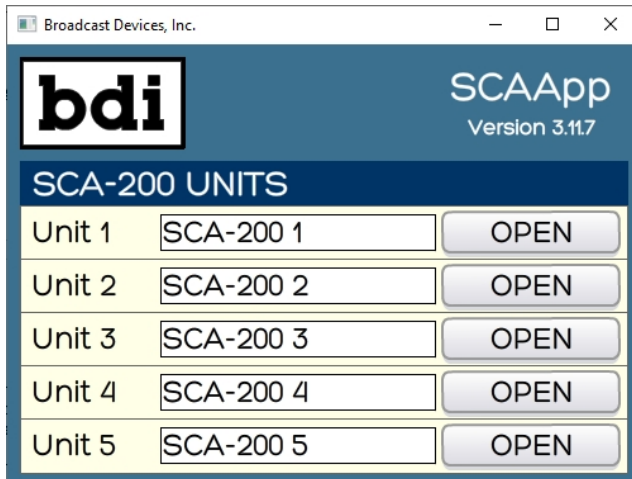 Broadcast Devices, Inc.
bdi
SCAApp
Version 3.11.7
SCA-200 UNITS
Unit 1 SCA-200 1 OPEN
Unit 2 SCA-200 2 OPEN
Unit 3 SCA-200 3 OPEN
Unit 4 SCA-200 4 OPEN
Unit 5 SCA-200 5 OPEN